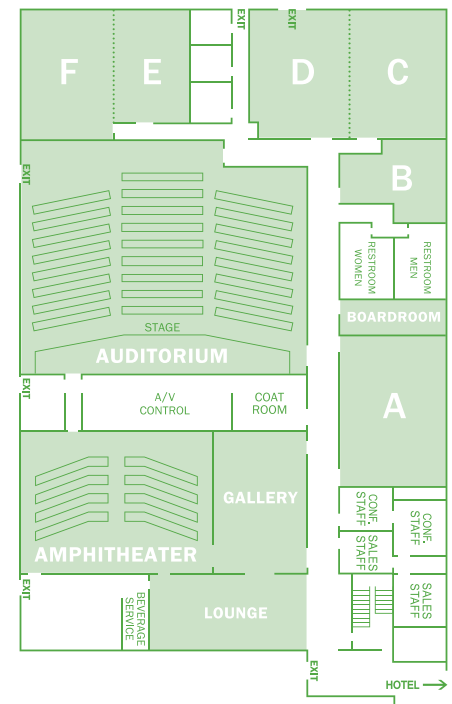 EXIT
EXIT
F
E
D
C
B
EXIT
RESTROOM
WOMEN
RESTROOM
MEN
BOARDROOM
STAGE
AUDITORIUM
EXIT
A/V
CONTROL
COAT
ROOM
A
GALLERY
CONF.
STAFF
CONF.
STAFF
SALES
STAFF
AMPHITHEATER
EXIT
BEVERAGE
SERVICE
LOUNGE
SALES
STAFF
EXIT
HOTEL